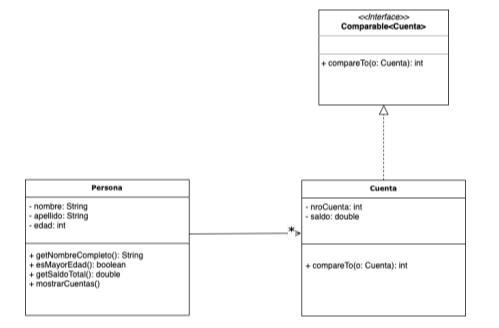 <<Interface>>
Comparable<Cuenta>
+ compareTo(o: Cuenta): int
Persona
- nombre: String
- apellido: String
- edad: int
+ getNombreCompleto(): String
+ esMayorEdad(): boolean
+ getSaldoTotal(): double
+ mostrarCuentas()
*
Cuenta
- nroCuenta: int
- saldo: double
+ compareTo(o: Cuenta): int